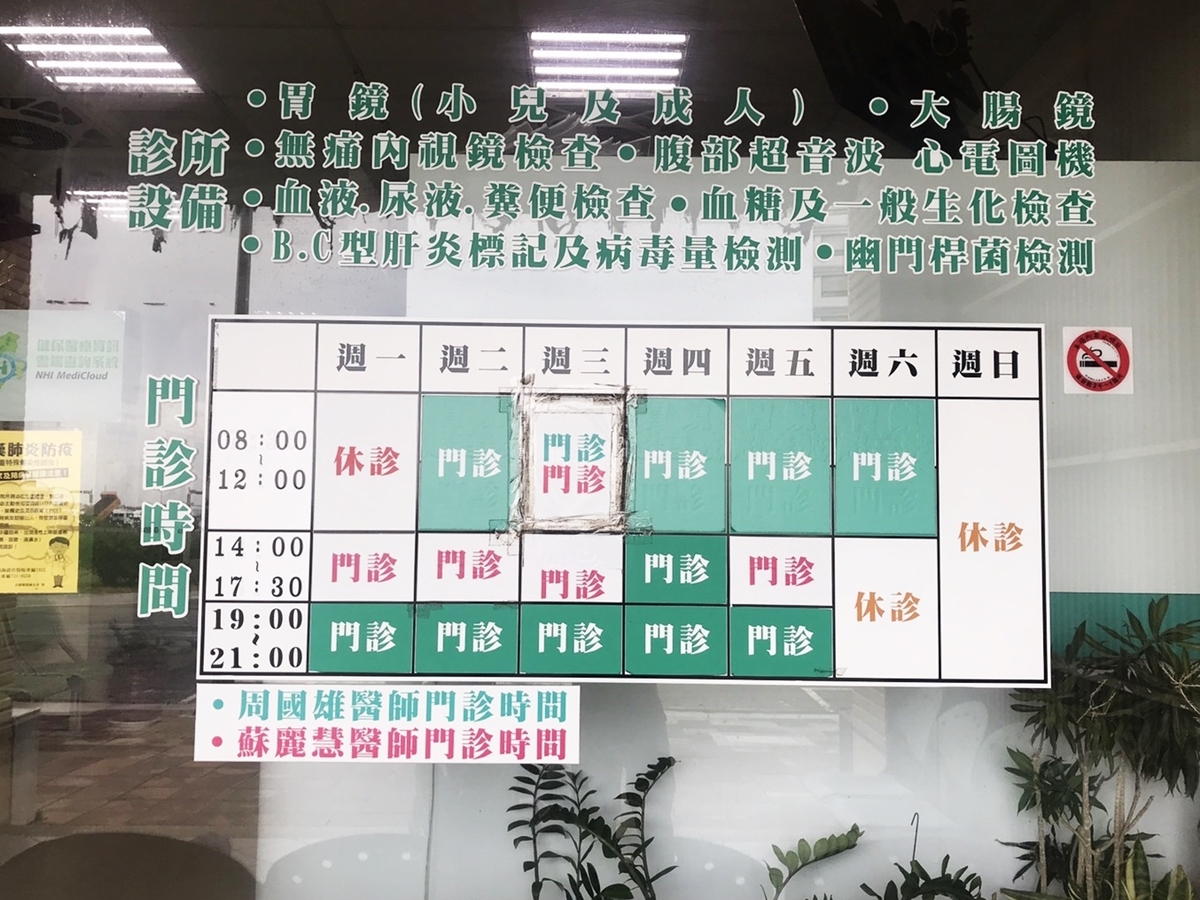 •胃鏡(小兒及成人) •大腸鏡
診所
設備
•無痛內視鏡檢查•腹部超音波 心電圖機
•血液.尿液.糞便檢查•血糖及一般生化檢查
•B.C型肝炎標記及病毒量檢測•幽門桿菌檢測
NHI MediCloud
肺炎防疫
門診時間
週一 週二 週三 週四 週五 週六 週日
08:00~12:00 休診 門診 門診 門診 門診 門診 門診 休診
14:00~17:30 門診 門診 門診 門診 門診 休診
19:00~21:00 門診 門診 門診 門診 門診
•周國雄醫師門診時間
•蘇麗慧醫師門診時間